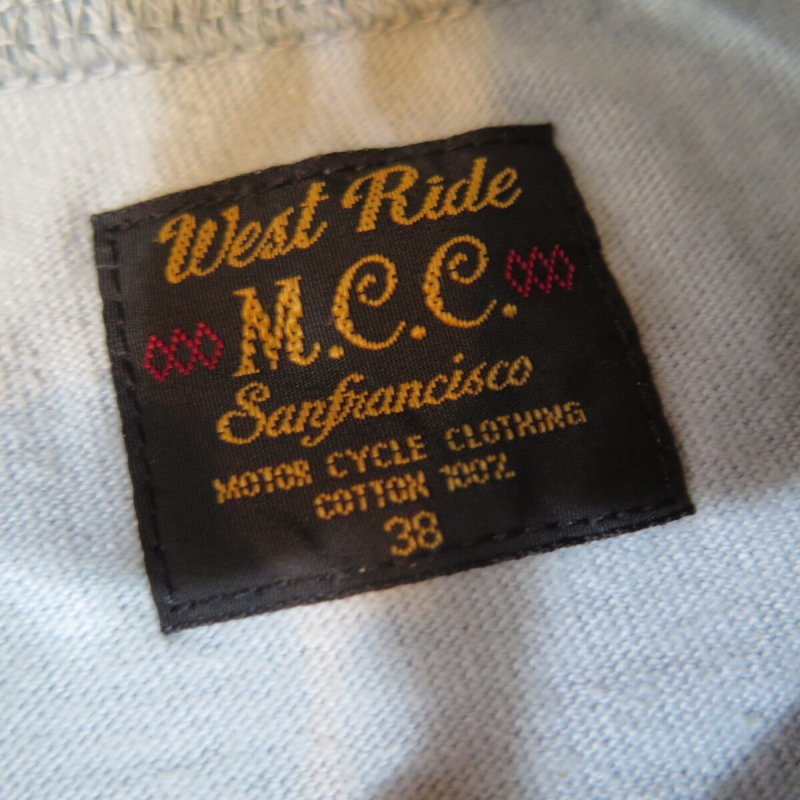 West Ride
M.C.C.
Sanfrancisco
MOTOR CYCLE CLOTHING
COTTON 100%
38